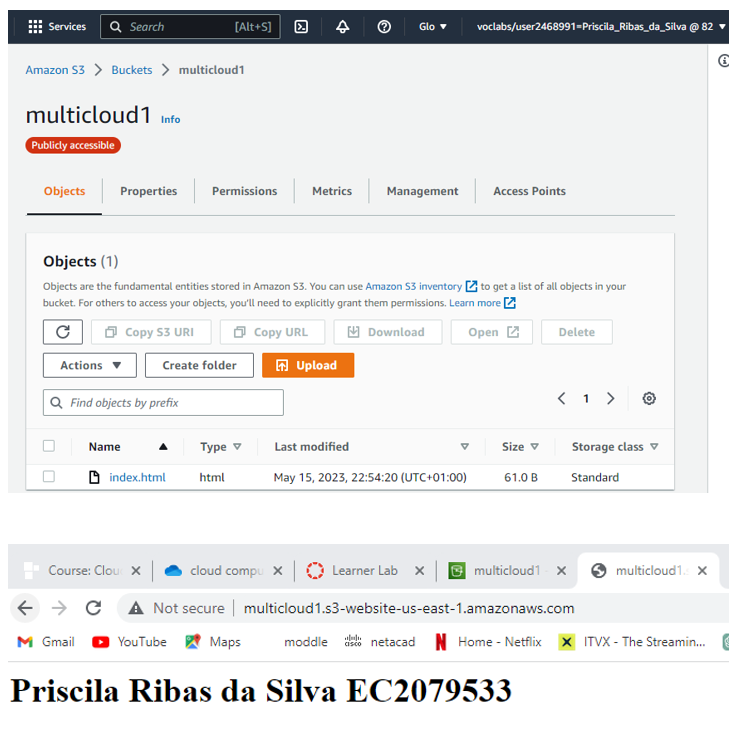 Services Search [Alt+S] Glo voclabs/user2468991=Priscila_Ribas_da_Silva @ 82
Amazon S3 > Buckets > multicloud1
multicloud1 Info
Publicly accessible
Objects Properties Permissions Metrics Management Access Points
Objects (1)
Objects are the fundamental entities stored in Amazon S3. You can use Amazon S3 inventory to get a list of all objects in your
bucket. For others to access your objects, you'll need to explicitly grant them permissions. Learn more
Copy S3 URI Copy URL Download Open Delete
Actions Create folder Upload
Find objects by prefix < 1 >
Name Type Last modified Size Storage class
index.html html May 15, 2023, 22:54:20 (UTC+01:00) 61.0 B Standard
Course: Clou cloud compu Learner Lab multicloud1 - multicloud1.s
Not secure | multicloud1.s3-website-us-east-1.amazonaws.com
Gmail YouTube Maps moddle cisco netacad N Home - Netflix X ITVX - The Streamin...
Priscila Ribas da Silva EC2079533